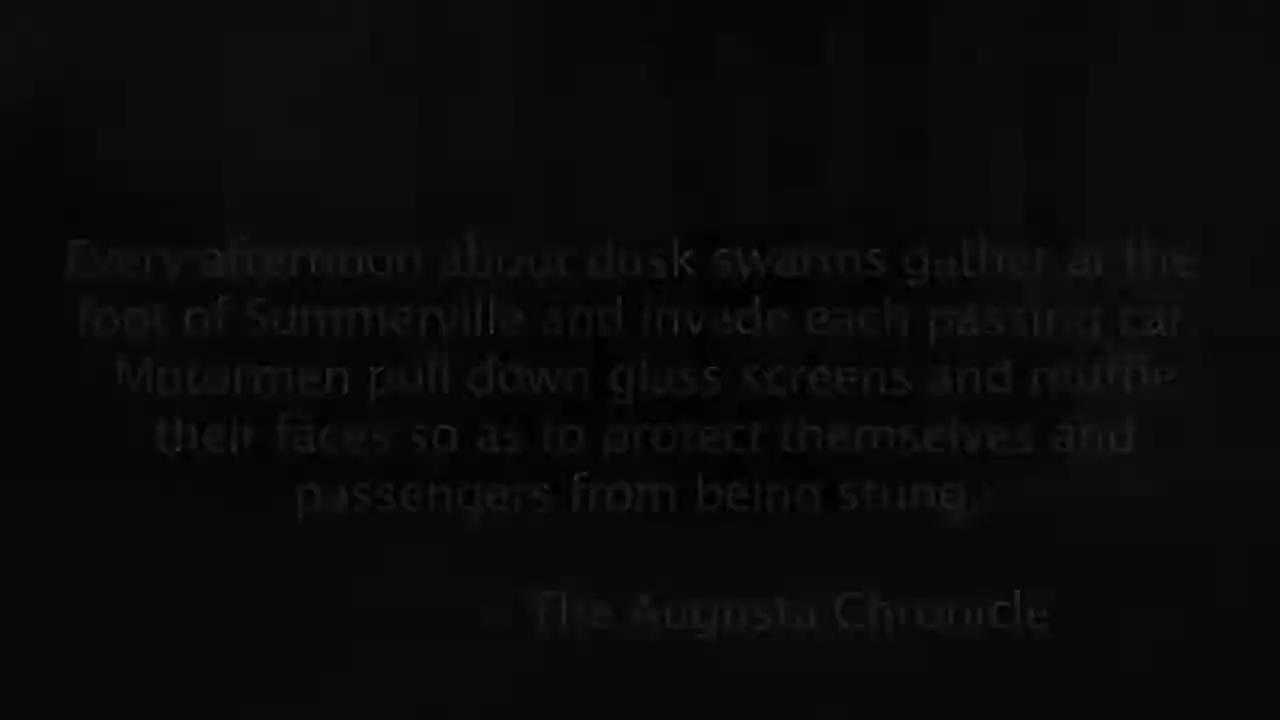 Every afternoon about dusk swarms gather at the
foot of Summerville and invade each passing car.
Motormen pull down glass screens and muffle
their faces so as to protect themselves and
passengers from being stung.
- The Augusta Chronicle